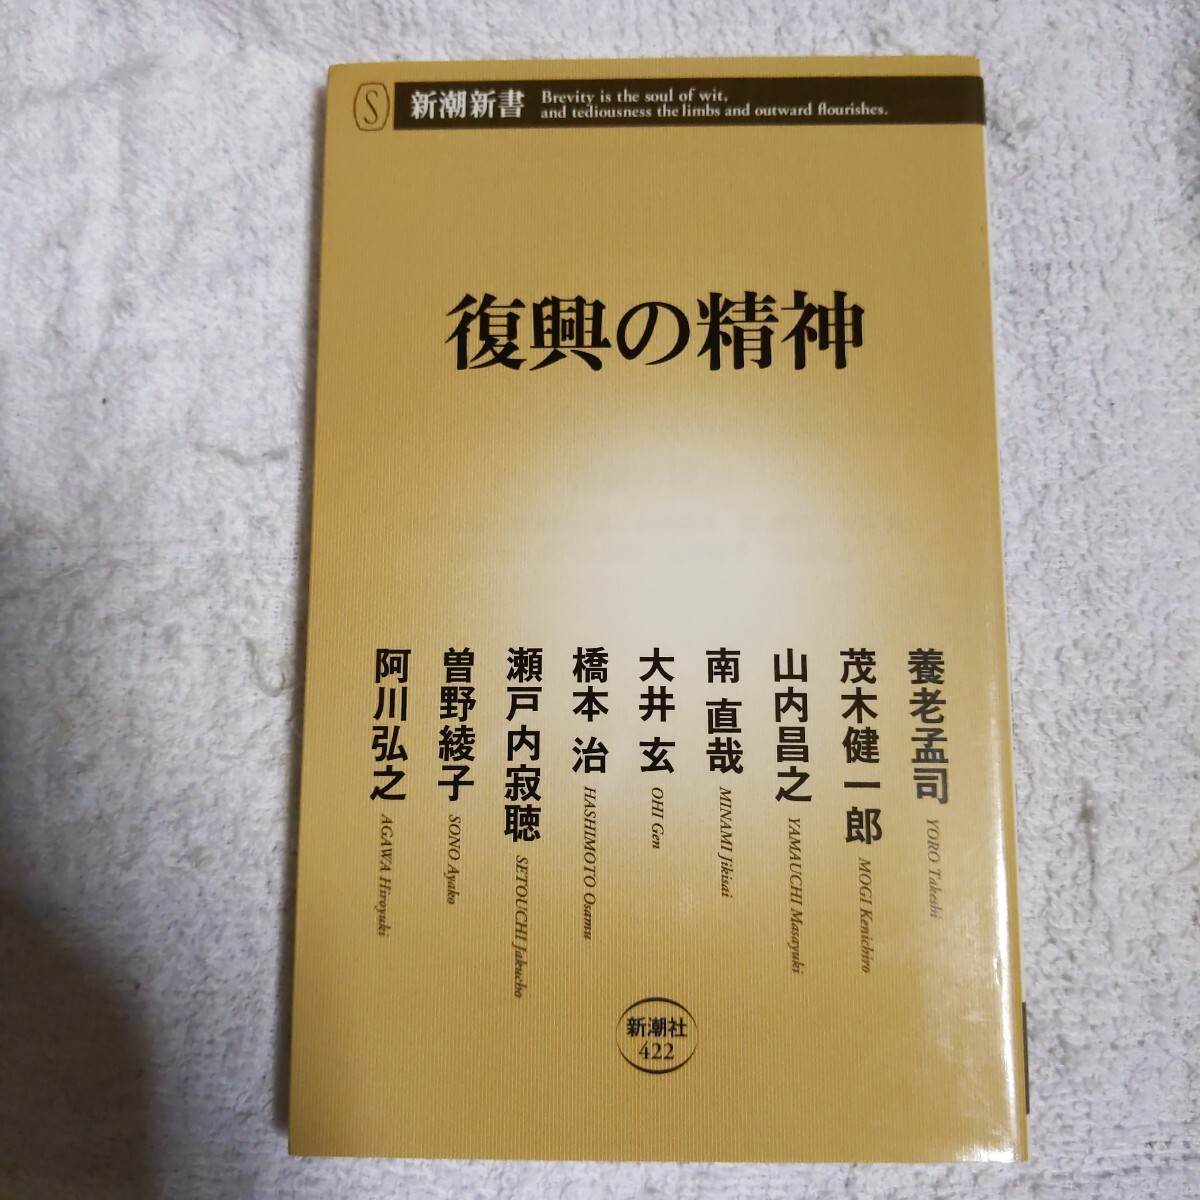 S
新潮新書
Brevity is the soul of wit,
and tediousness the limbs and outward flourishes.
復興の精神
養老孟司 YORO Takeshi
茂木健一郎 MOGI Kenichiro
山内昌之 YAMAUCHI Masayuki
南 直哉 MINAMI Jikisai
大井 玄 OHI Gen
橋本 治 HASHIMOTO Osamu
瀬戸内寂聴 SETOUCHI Jakucho
曽野綾子 SONO Ayako
阿川弘之 AGAWA Hiroyuki
新潮社
422